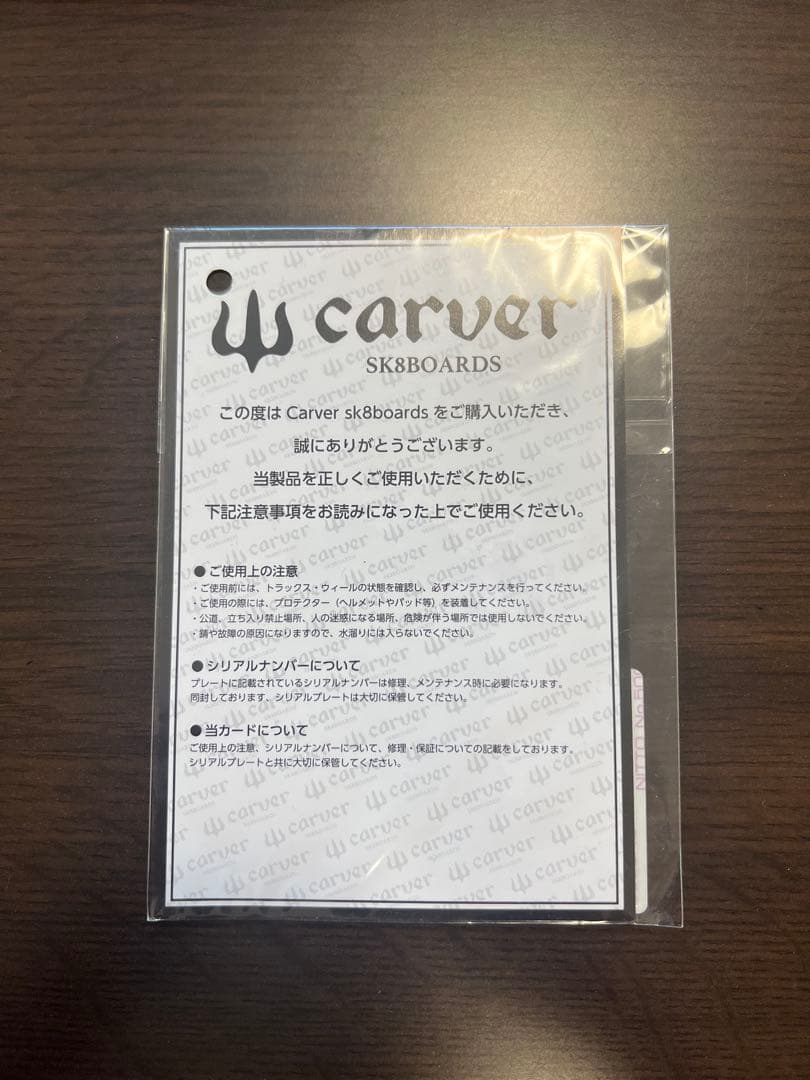 carver
SK8BOARDS
この度は Carver sk8boards をご購入いただき、
誠にありがとうございます。
当製品を正しくご使用いただくために、
下記注意事項をお読みになった上でご使用ください。
● ご使用上の注意
・ご使用前には、トラックス・ウィールの状態を確認し、必ずメンテナンスを行ってください。
・ご使用の際には、プロテクター（ヘルメットやパッド等）を装着してください。
・公道、立ち入り禁止場所、人の迷惑になる場所、危険が伴う場所では使用しないでください。
・錆や故障の原因になりますので、水溜りには入らないでください。
● シリアルナンバーについて
プレートに記載されているシリアルナンバーは修理、メンテナンス時に必要になります。
同封しております、シリアルプレートは大切に保管してください。
● 当カードについて
ご使用上の注意、シリアルナンバーについて、修理・保証についての記載をしております。
シリアルプレートと共に大切に保管してください。